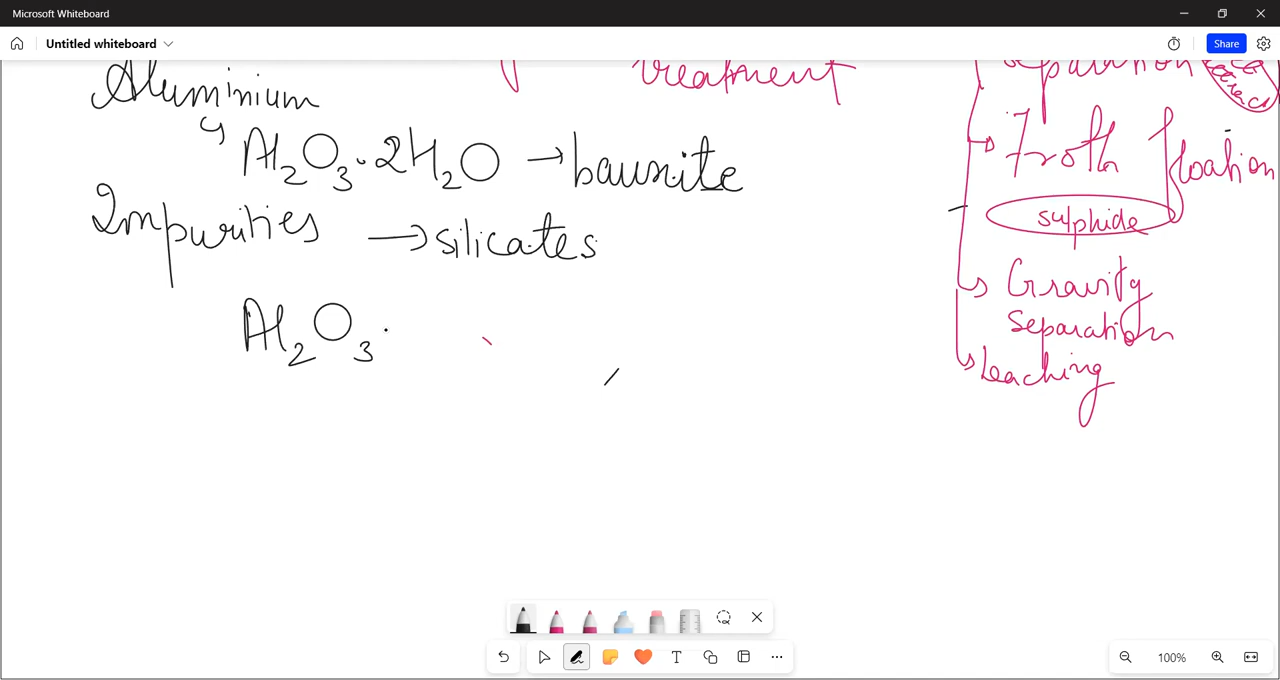 Microsoft Whiteboard
Untitled whiteboard
Share
treatment
Separation
Aluminium
Al2O3·2H2O → bauxite
Impurities → silicates
Al2O3·
Froth floation
sulphide
Gravity
Separation
Leaching
100%